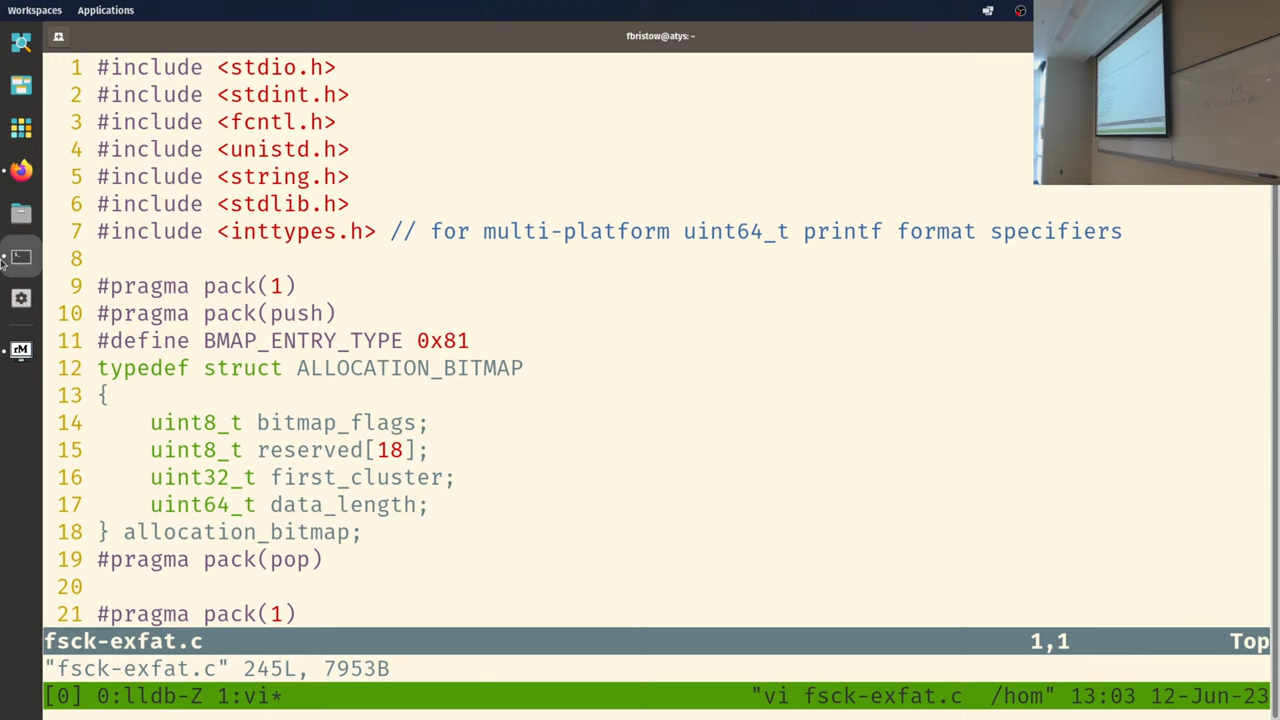 Workspaces Applications
fbristow@atys: ~
1 #include <stdio.h>
2 #include <stdint.h>
3 #include <fcntl.h>
4 #include <unistd.h>
5 #include <string.h>
6 #include <stdlib.h>
7 #include <inttypes.h> // for multi-platform uint64_t printf format specifiers
8
9 #pragma pack(1)
10 #pragma pack(push)
11 #define BMAP_ENTRY_TYPE 0x81
12 typedef struct ALLOCATION_BITMAP
13 {
14     uint8_t bitmap_flags;
15     uint8_t reserved[18];
16     uint32_t first_cluster;
17     uint64_t data_length;
18 } allocation_bitmap;
19 #pragma pack(pop)
20
21 #pragma pack(1)
fsck-exfat.c 1,1 Top
"fsck-exfat.c" 245L, 7953B
[0] 0:lldb-Z 1:vi* "vi fsck-exfat.c  /hom" 13:03 12-Jun-23
rM